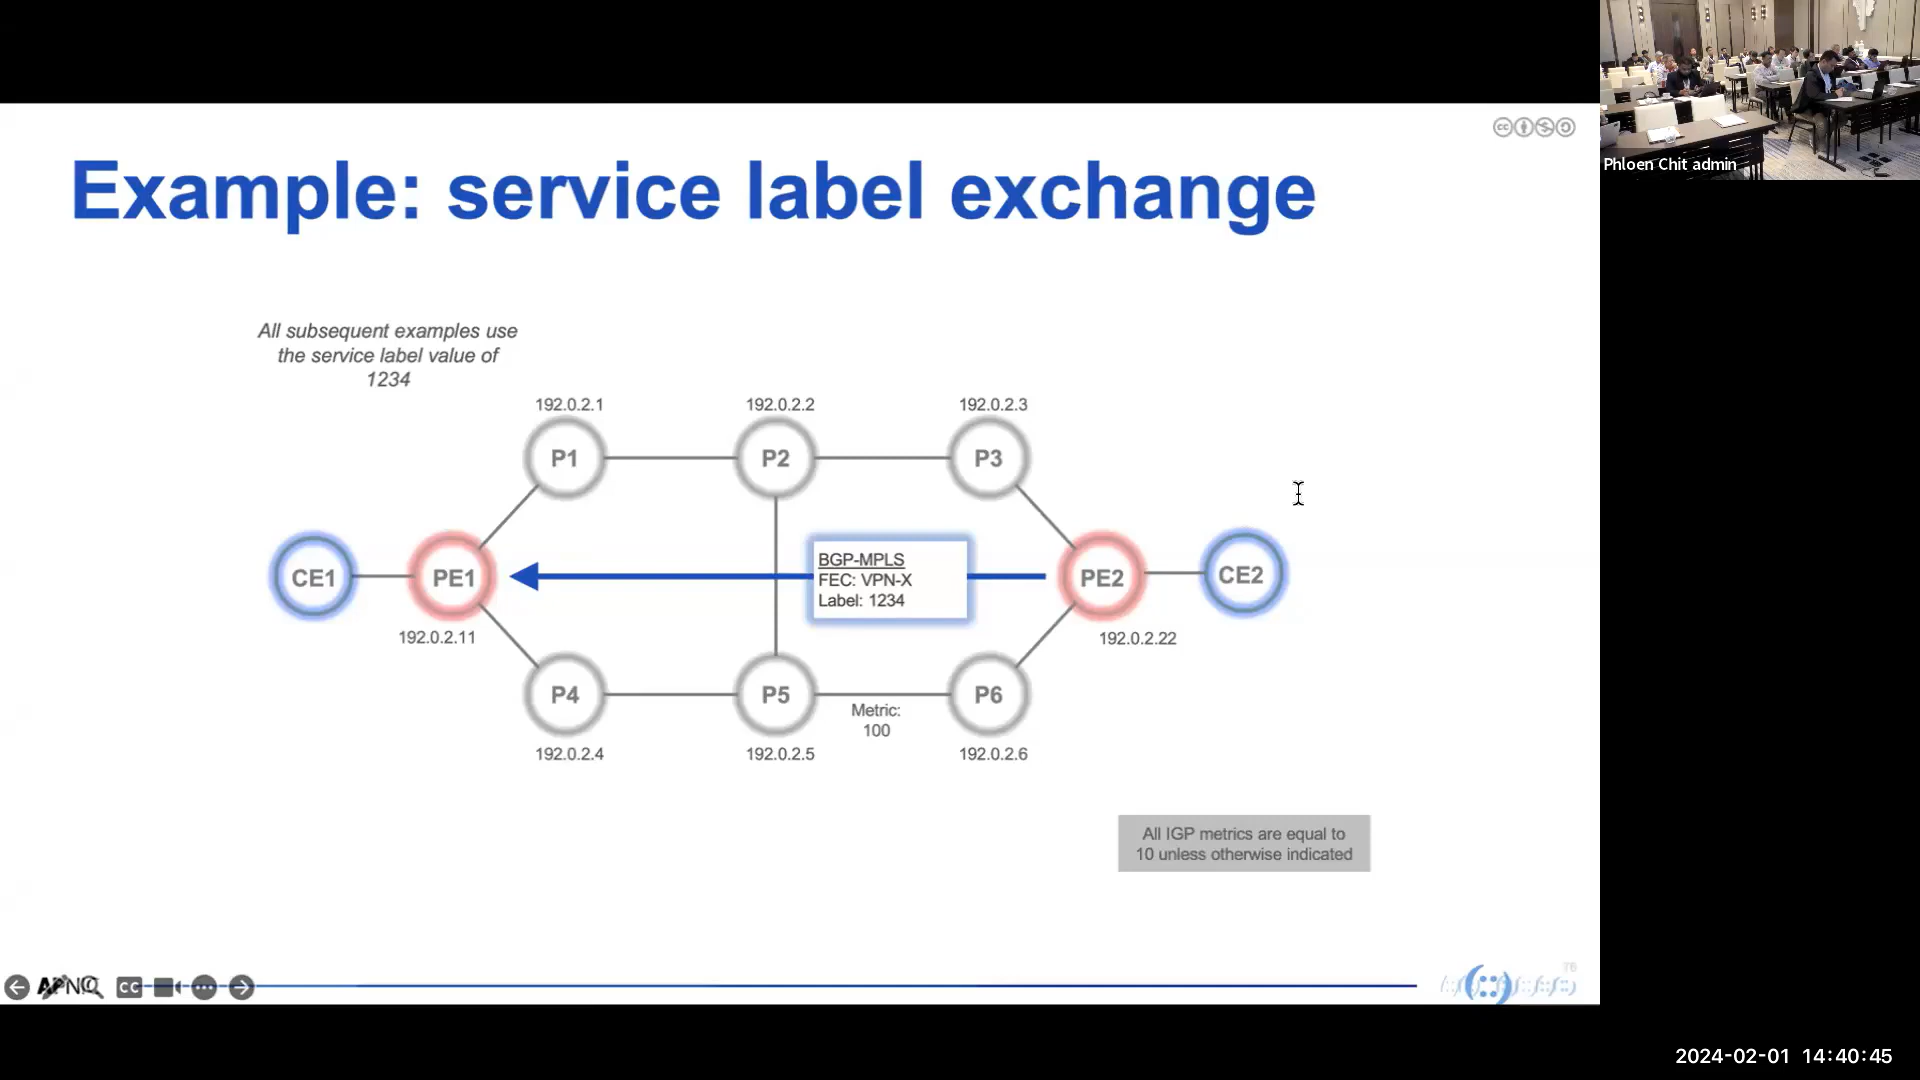 Phloen Chit admin
Example: service label exchange
All subsequent examples use
the service label value of
1234
192.0.2.1
192.0.2.2
192.0.2.3
P1
P2
P3
CE1
PE1
BGP-MPLS
FEC: VPN-X
Label: 1234
PE2
CE2
192.0.2.11
192.0.2.22
P4
P5
P6
Metric:
100
192.0.2.4
192.0.2.5
192.0.2.6
All IGP metrics are equal to
10 unless otherwise indicated
CC
76
2024-02-01 14:40:45